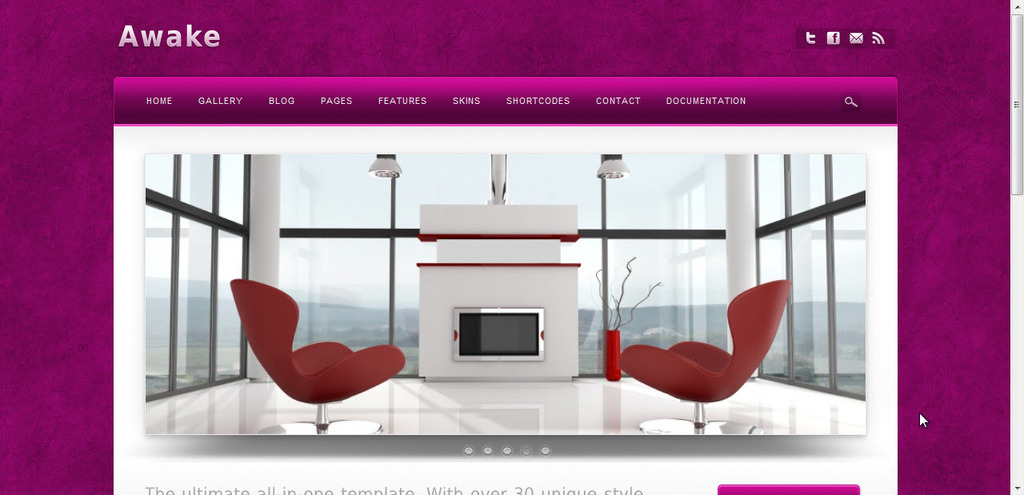 Awake
HOME GALLERY BLOG PAGES FEATURES SKINS SHORTCODES CONTACT DOCUMENTATION
The ultimate all in one template. With over 30 unique style